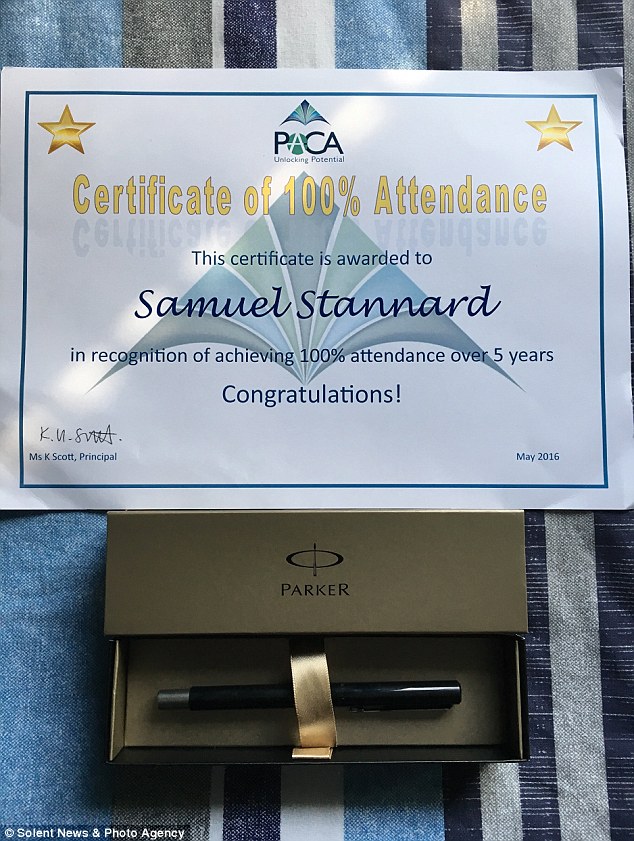 PACA
Unlocking Potential
Certificate of 100% Attendance
This certificate is awarded to
Samuel Stannard
in recognition of achieving 100% attendance over 5 years
Congratulations!
K.U.Scott.
Ms K Scott, Principal
May 2016
PARKER
© Solent News & Photo Agency